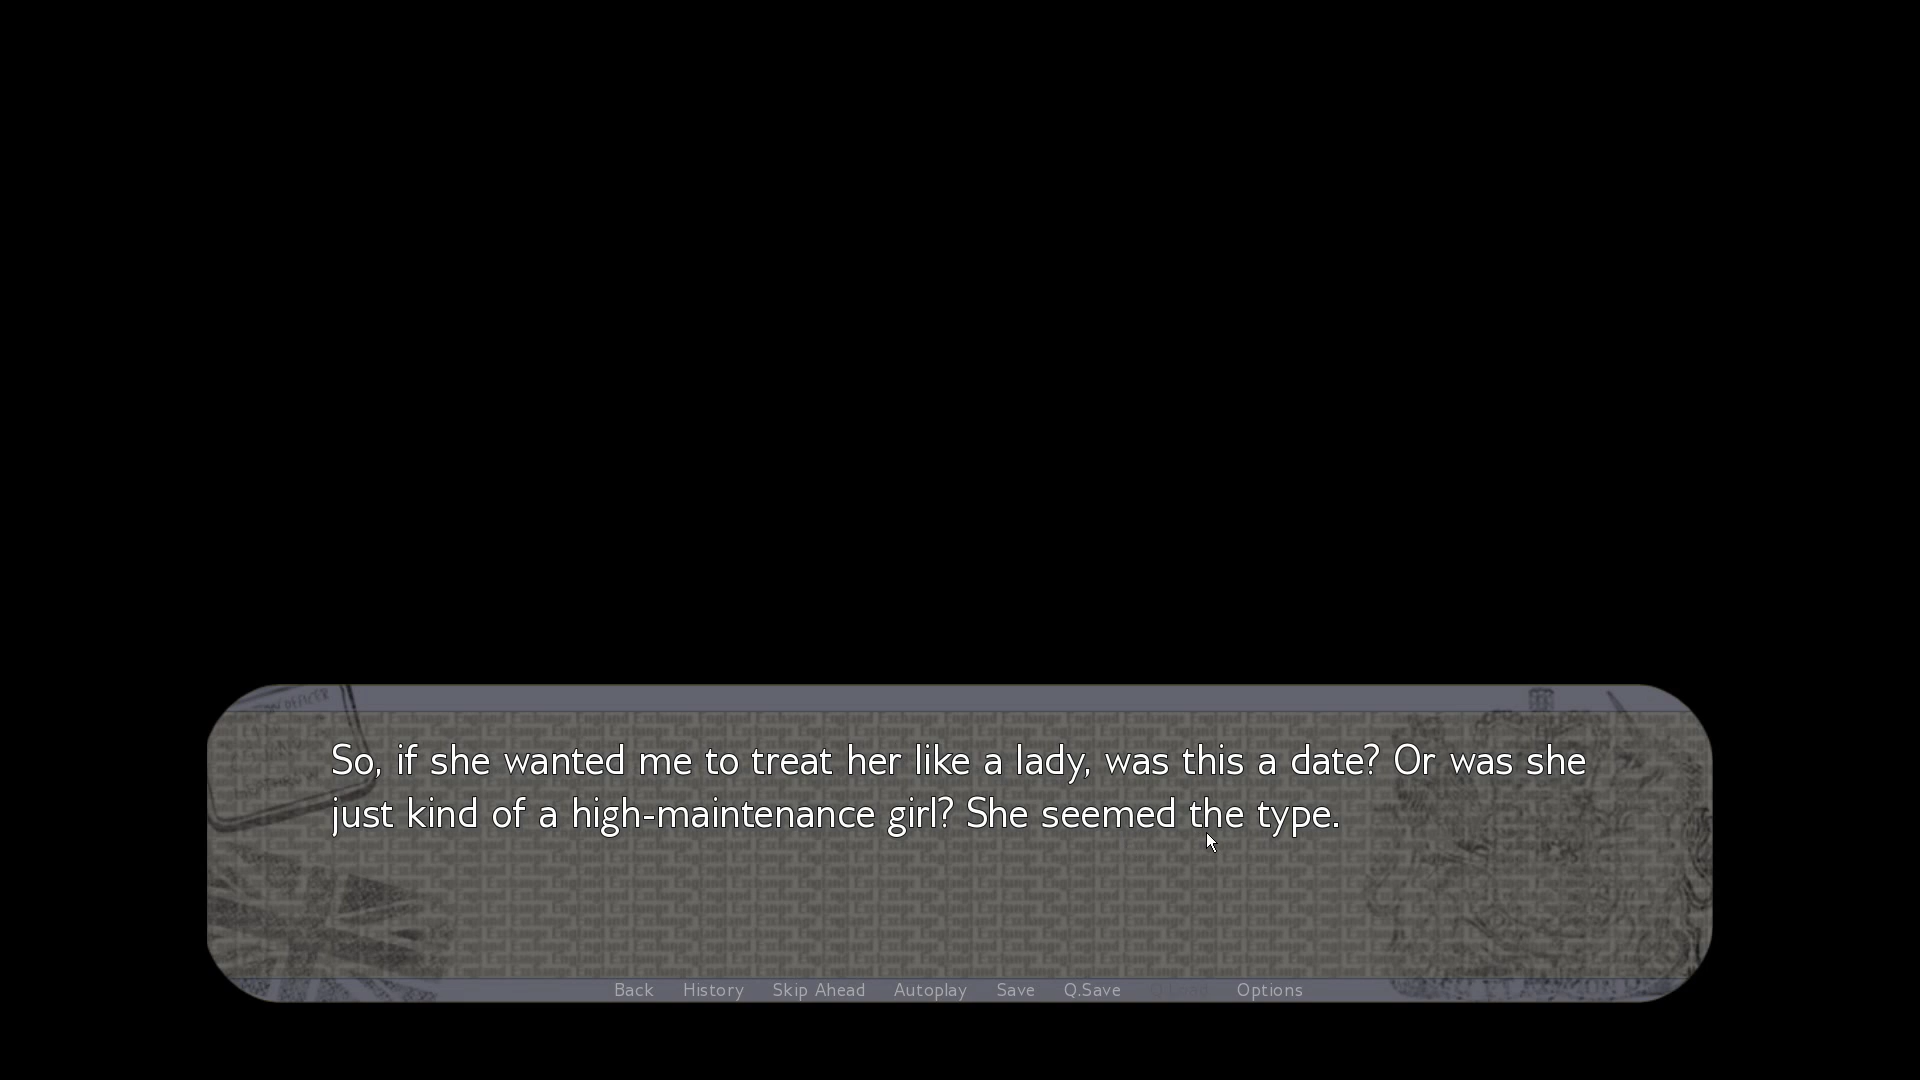 So, if she wanted me to treat her like a lady, was this a date? Or was she
just kind of a high-maintenance girl? She seemed the type.
Back History Skip Ahead Autoplay Save Q.Save Q.Load Options